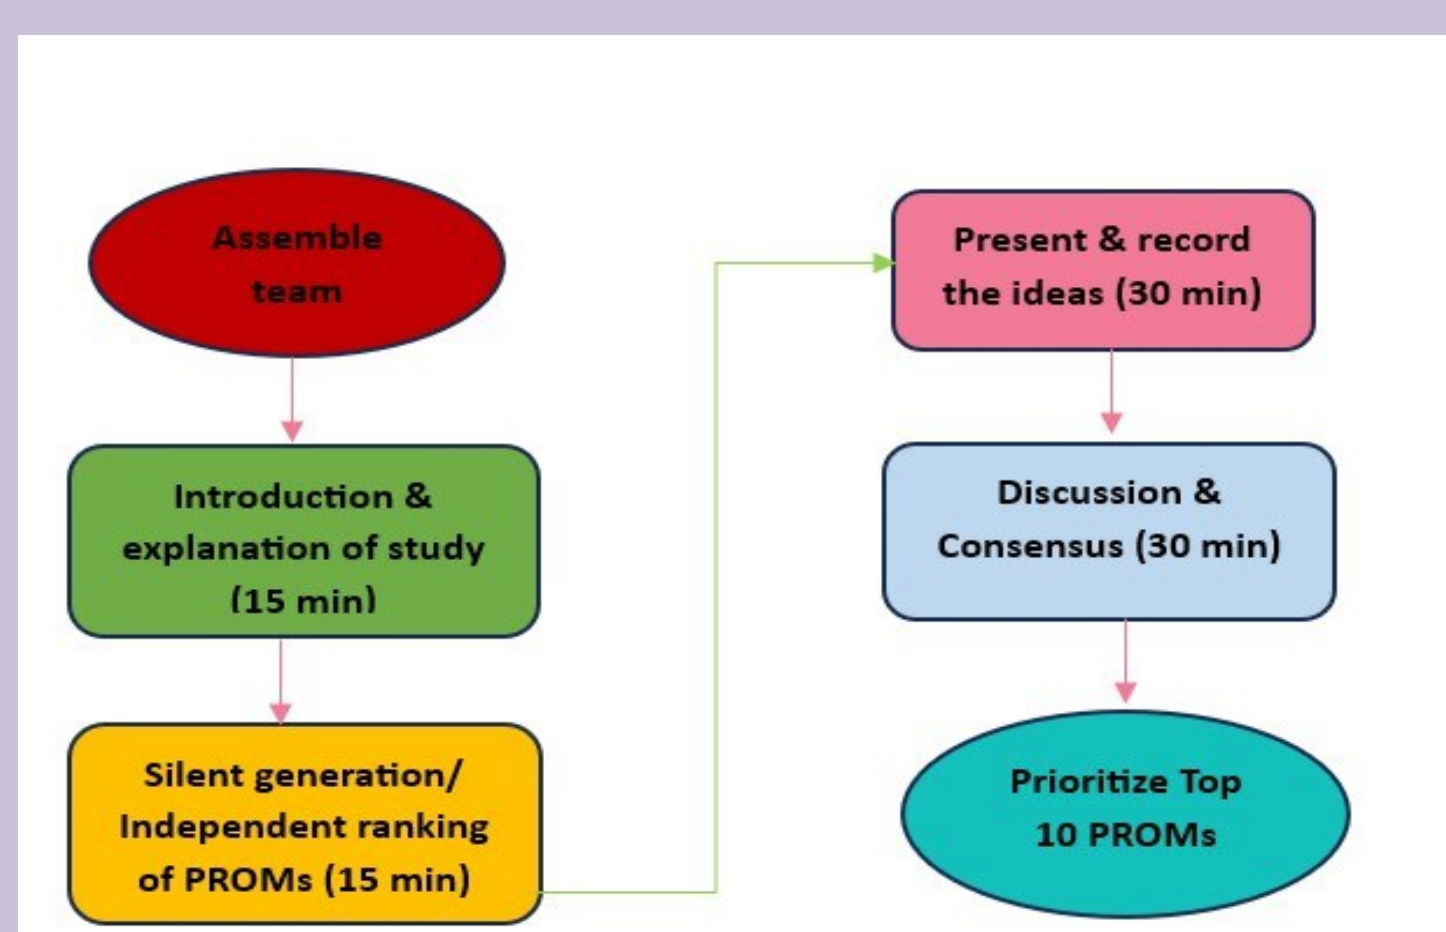 Assemble
team
Introduction &
explanation of study
(15 min)
Silent generation/
Independent ranking
of PROMs (15 min)
Present & record
the ideas (30 min)
Discussion &
Consensus (30 min)
Prioritize Top
10 PROMs